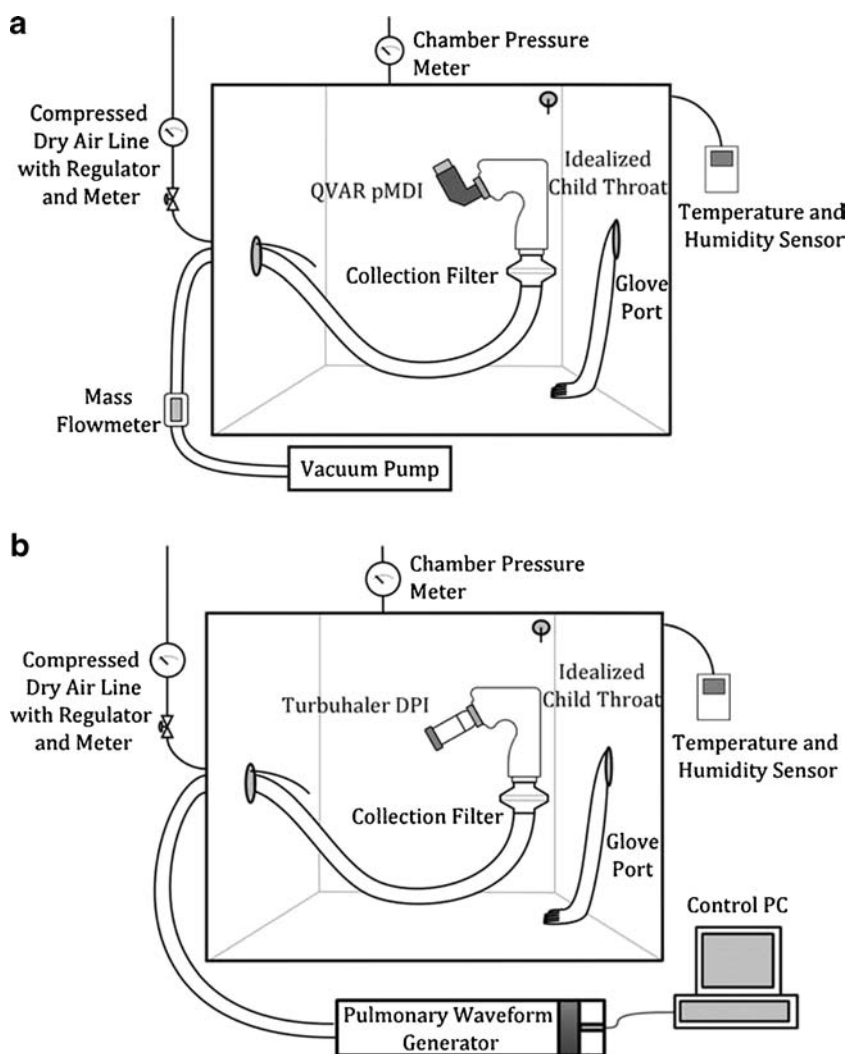 a
Chamber Pressure
Meter
Compressed
Dry Air Line
with Regulator
and Meter
QVAR pMDI
Idealized
Child Throat
Temperature and
Humidity Sensor
Collection Filter
Glove
Port
Mass
Flowmeter
Vacuum Pump
b
Chamber Pressure
Meter
Compressed
Dry Air Line
with Regulator
and Meter
Turbuhaler DPI
Idealized
Child Throat
Temperature and
Humidity Sensor
Collection Filter
Glove
Port
Control PC
Pulmonary Waveform
Generator